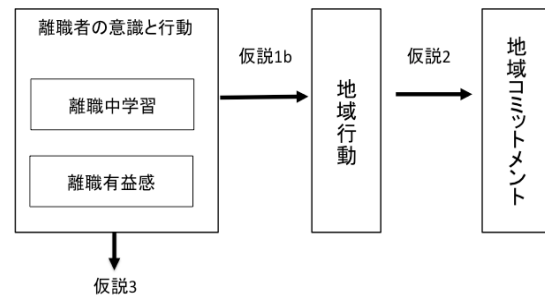 離職者の意識と行動
離職中学習
離職有益感
仮説1b
地域行動
仮説2
地域コミットメント
仮説3